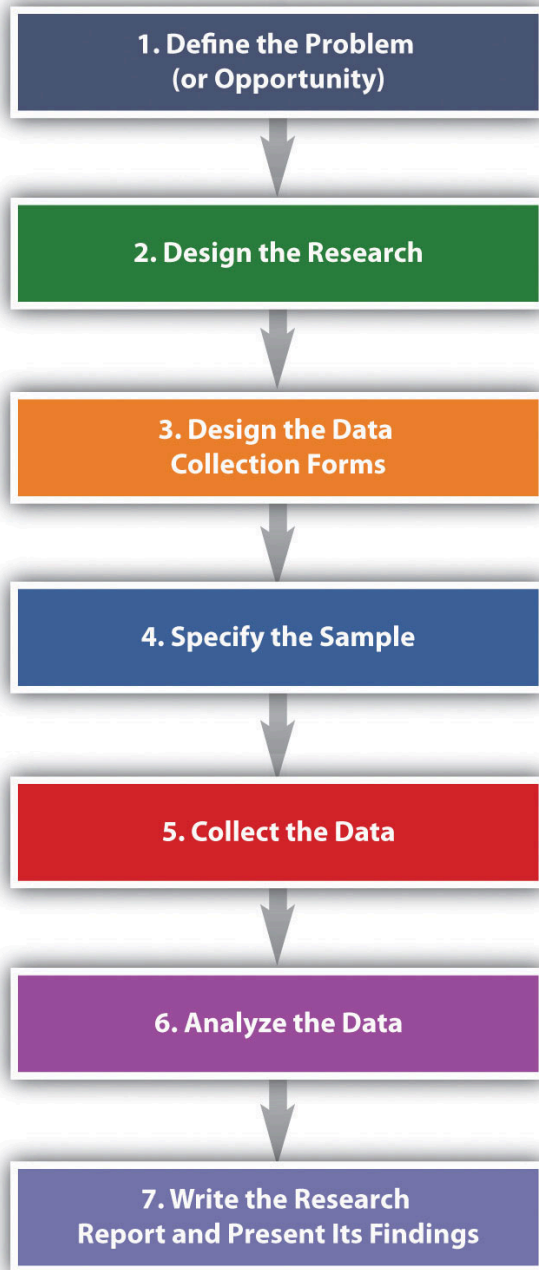 1. Define the Problem
(or Opportunity)
2. Design the Research
3. Design the Data
Collection Forms
4. Specify the Sample
5. Collect the Data
6. Analyze the Data
7. Write the Research
Report and Present Its Findings